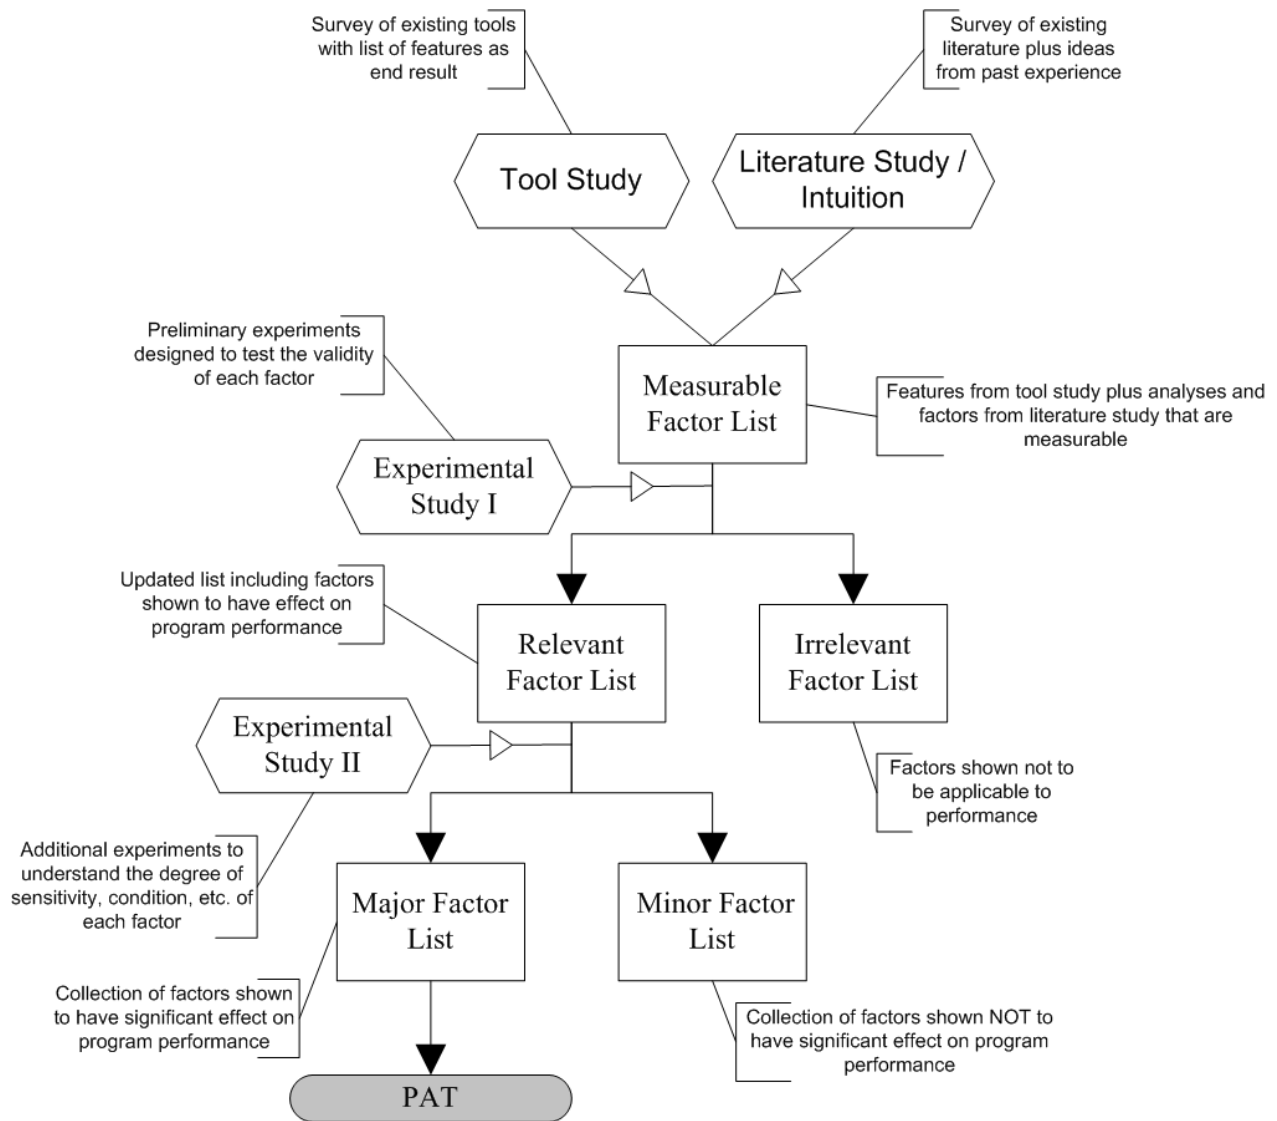 Survey of existing tools
with list of features as
end result
Survey of existing
literature plus ideas
from past experience
Tool Study
Literature Study /
Intuition
Preliminary experiments
designed to test the validity
of each factor
Measurable
Factor List
Features from tool study plus analyses and
factors from literature study that are
measurable
Experimental
Study I
Updated list including factors
shown to have effect on
program performance
Relevant
Factor List
Irrelevant
Factor List
Experimental
Study II
Factors shown not to
be applicable to
performance
Additional experiments to
understand the degree of
sensitivity, condition, etc. of
each factor
Major Factor
List
Minor Factor
List
Collection of factors shown
to have significant effect on
program performance
Collection of factors shown NOT to
have significant effect on program
performance
PAT